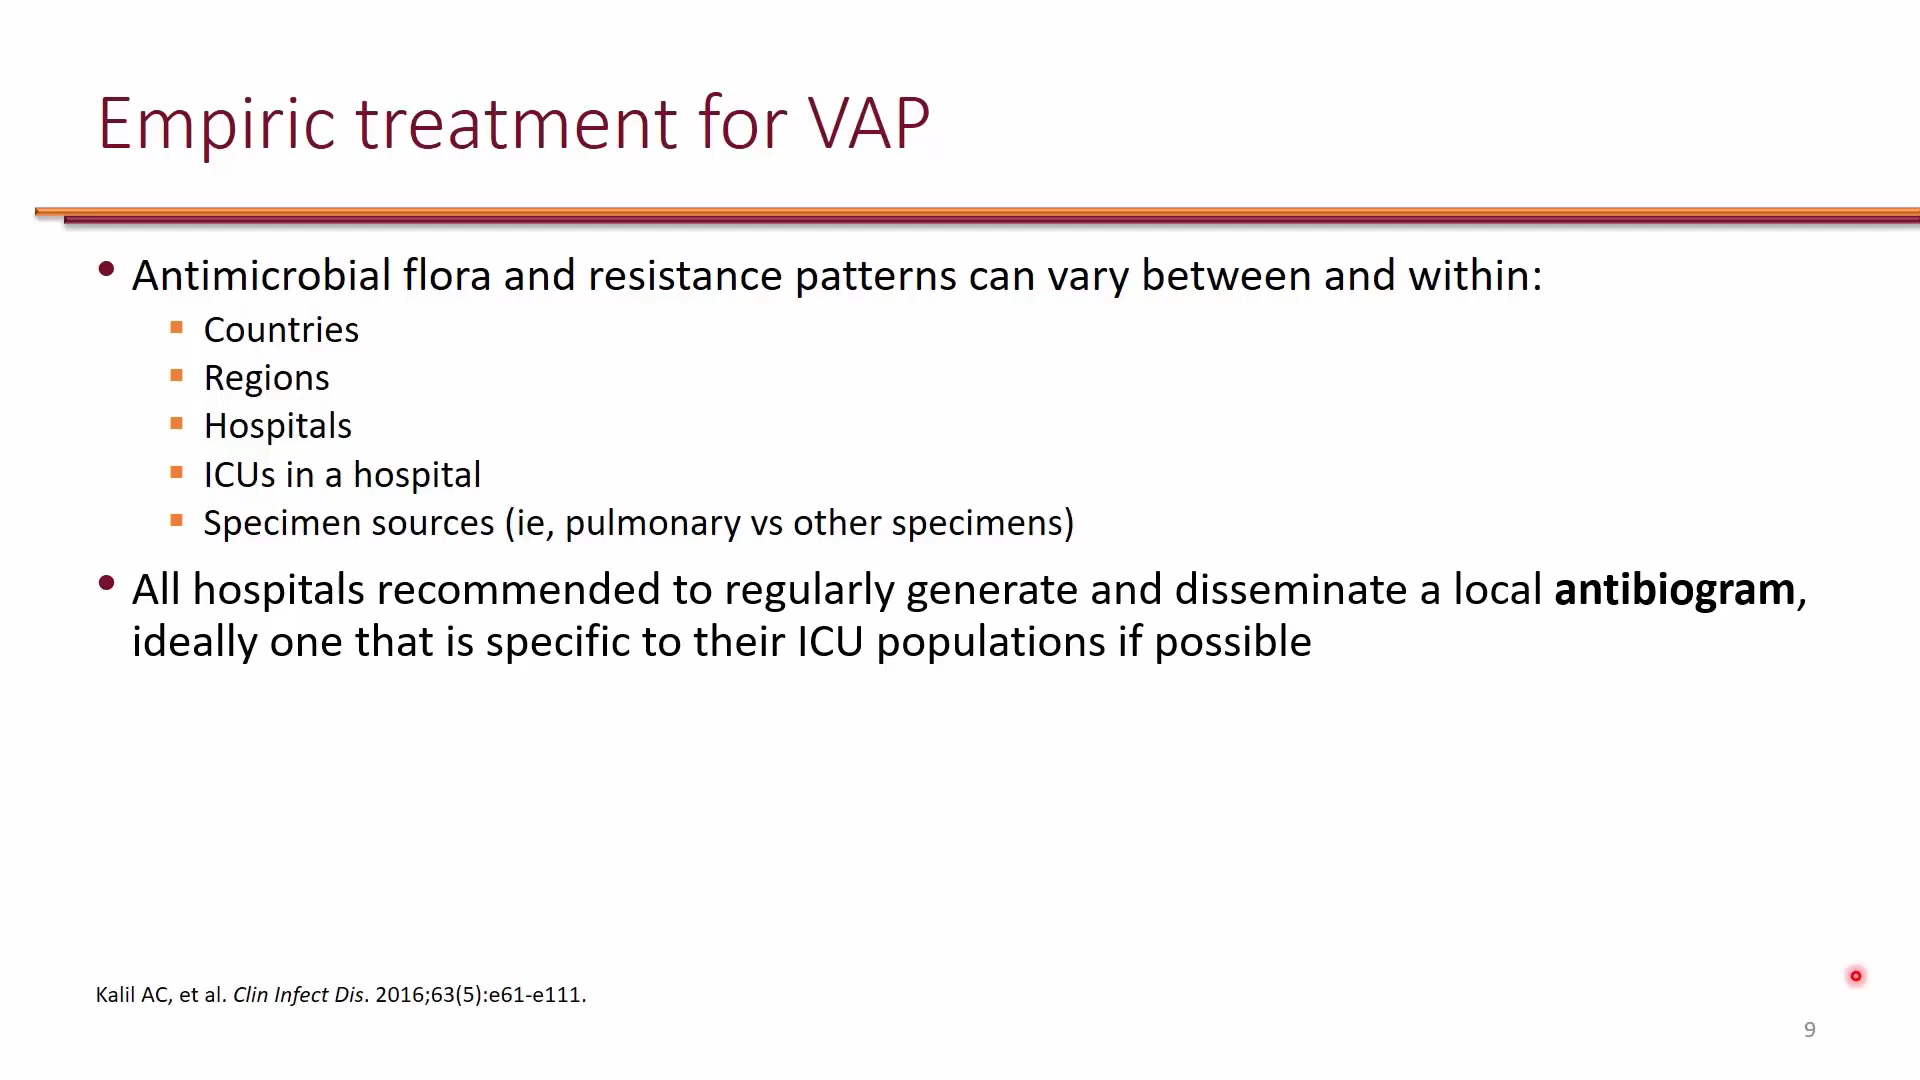 Empiric treatment for VAP
• Antimicrobial flora and resistance patterns can vary between and within:
▪ Countries
▪ Regions
▪ Hospitals
▪ ICUs in a hospital
▪ Specimen sources (ie, pulmonary vs other specimens)
• All hospitals recommended to regularly generate and disseminate a local antibiogram,
ideally one that is specific to their ICU populations if possible
Kalil AC, et al. Clin Infect Dis. 2016;63(5):e61-e111.
9